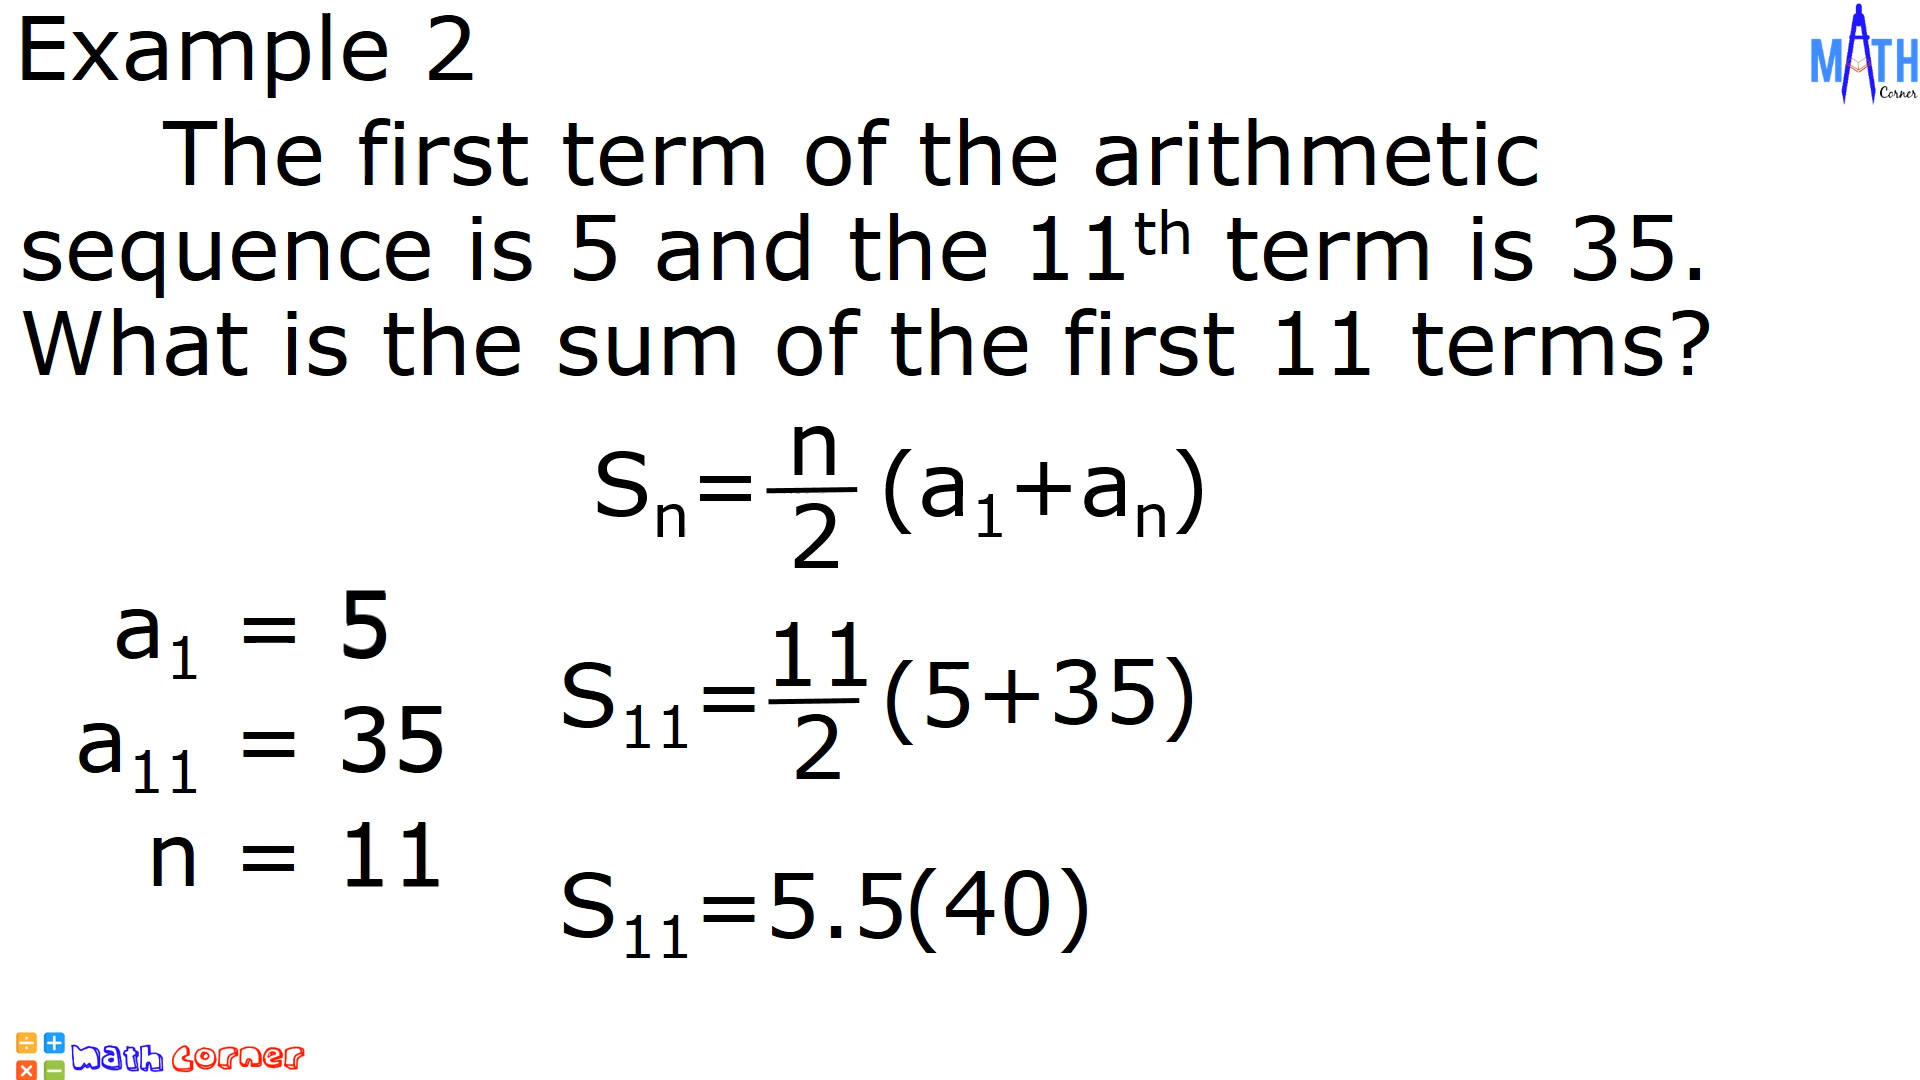 Example 2
MATH
Corner
The first term of the arithmetic
sequence is 5 and the 11th term is 35.
What is the sum of the first 11 terms?
Sn=n/2(a1+an)
a1 = 5
a11 = 35
n = 11
S11=11/2(5+35)
S11=5.5(40)
÷ +
× −
math corner